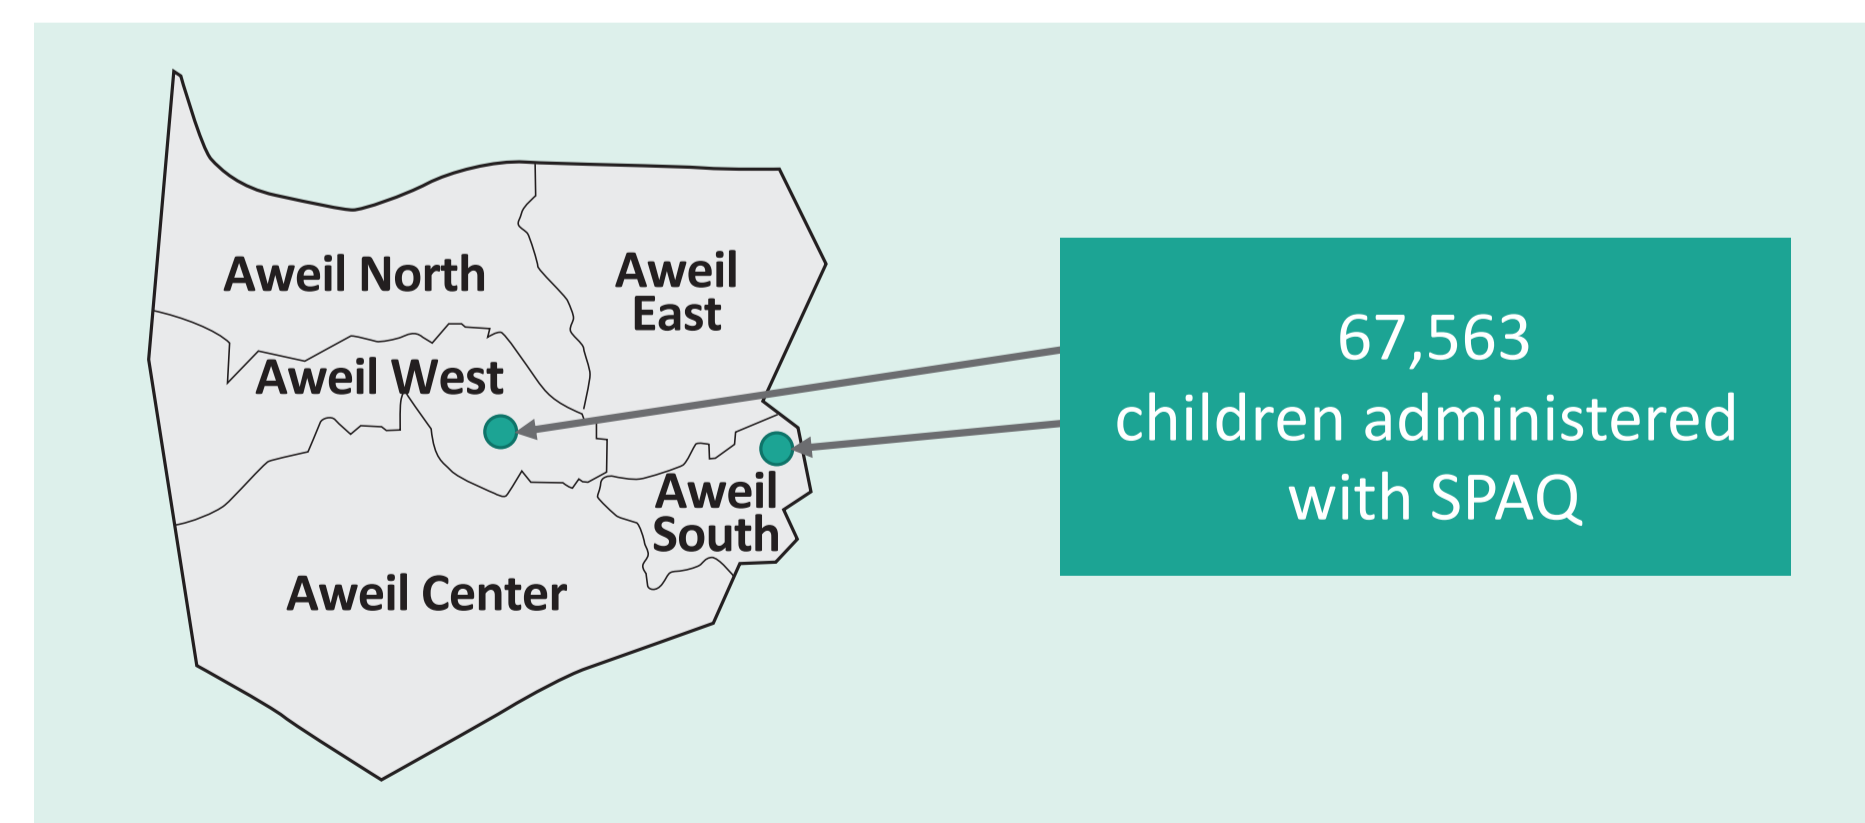 Aweil North
Aweil
East
Aweil West
Aweil
South
Aweil Center
67,563
children administered
with SPAQ